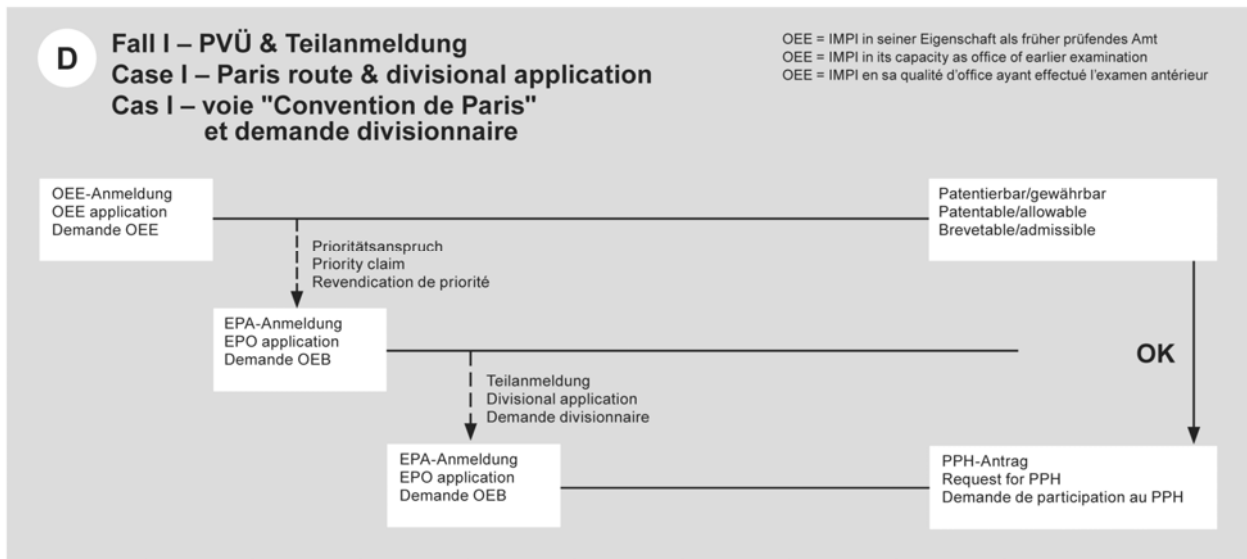 D
Fall I – PVÜ & Teilanmeldung
Case I – Paris route & divisional application
Cas I – voie "Convention de Paris"
et demande divisionnaire
OEE = IMPI in seiner Eigenschaft als früher prüfendes Amt
OEE = IMPI in its capacity as office of earlier examination
OEE = IMPI en sa qualité d'office ayant effectué l'examen antérieur
OEE-Anmeldung
OEE application
Demande OEE
Patentierbar/gewährbar
Patentable/allowable
Brevetable/admissible
Prioritätsanspruch
Priority claim
Revendication de priorité
EPA-Anmeldung
EPO application
Demande OEB
OK
Teilanmeldung
Divisional application
Demande divisionnaire
EPA-Anmeldung
EPO application
Demande OEB
PPH-Antrag
Request for PPH
Demande de participation au PPH